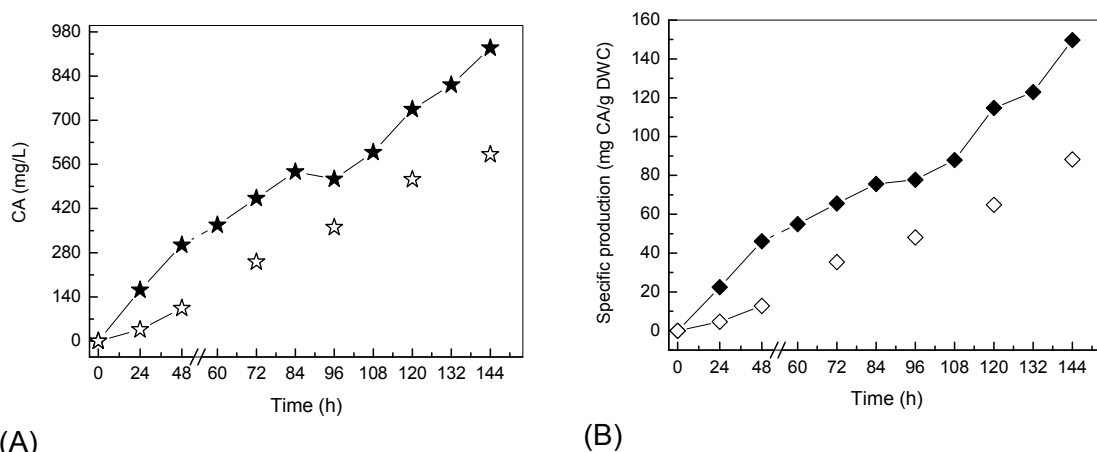 980
840
700
560
420
280
140
0
CA (mg/L)
0 24 48 60 72 84 96 108 120 132 144
Time (h)
(A)
160
140
120
100
80
60
40
20
0
Specific production (mg CA/g DWC)
0 24 48 60 72 84 96 108 120 132 144
Time (h)
(B)